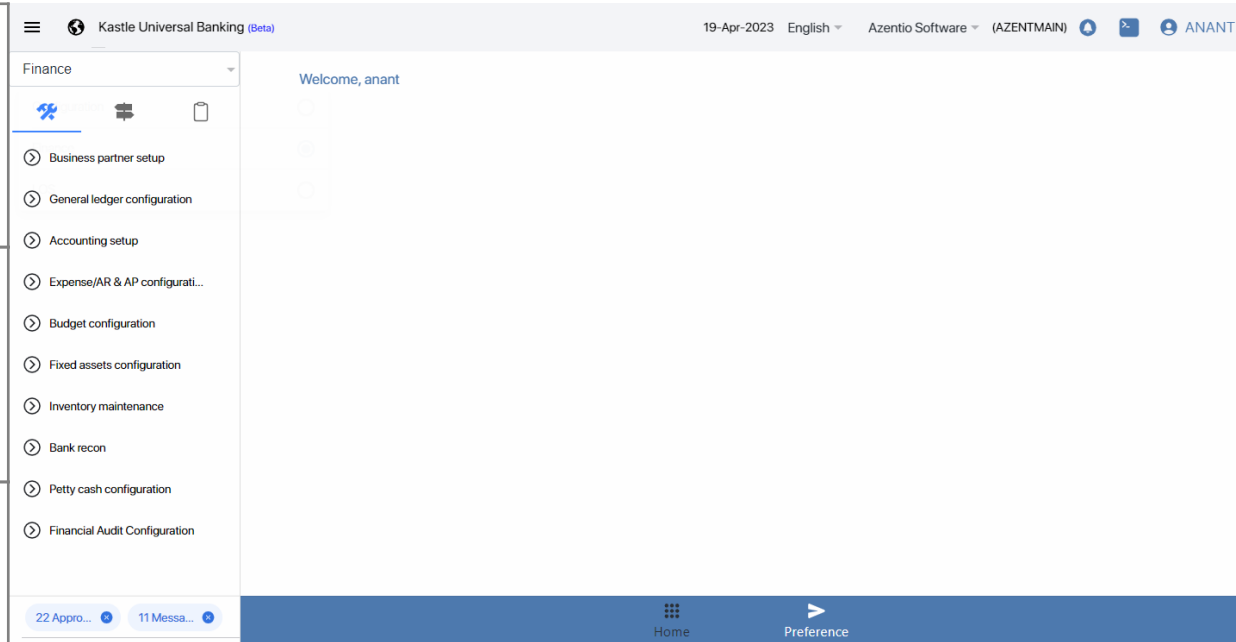 Kastle Universal Banking (Beta) 19-Apr-2023 English Azentio Software (AZENTMAIN) ANANT
Finance
Welcome, anant
Business partner setup
General ledger configuration
Accounting setup
Expense/AR & AP configurati...
Budget configuration
Fixed assets configuration
Inventory maintenance
Bank recon
Petty cash configuration
Financial Audit Configuration
22 Appro... 11 Messa...
Home Preference